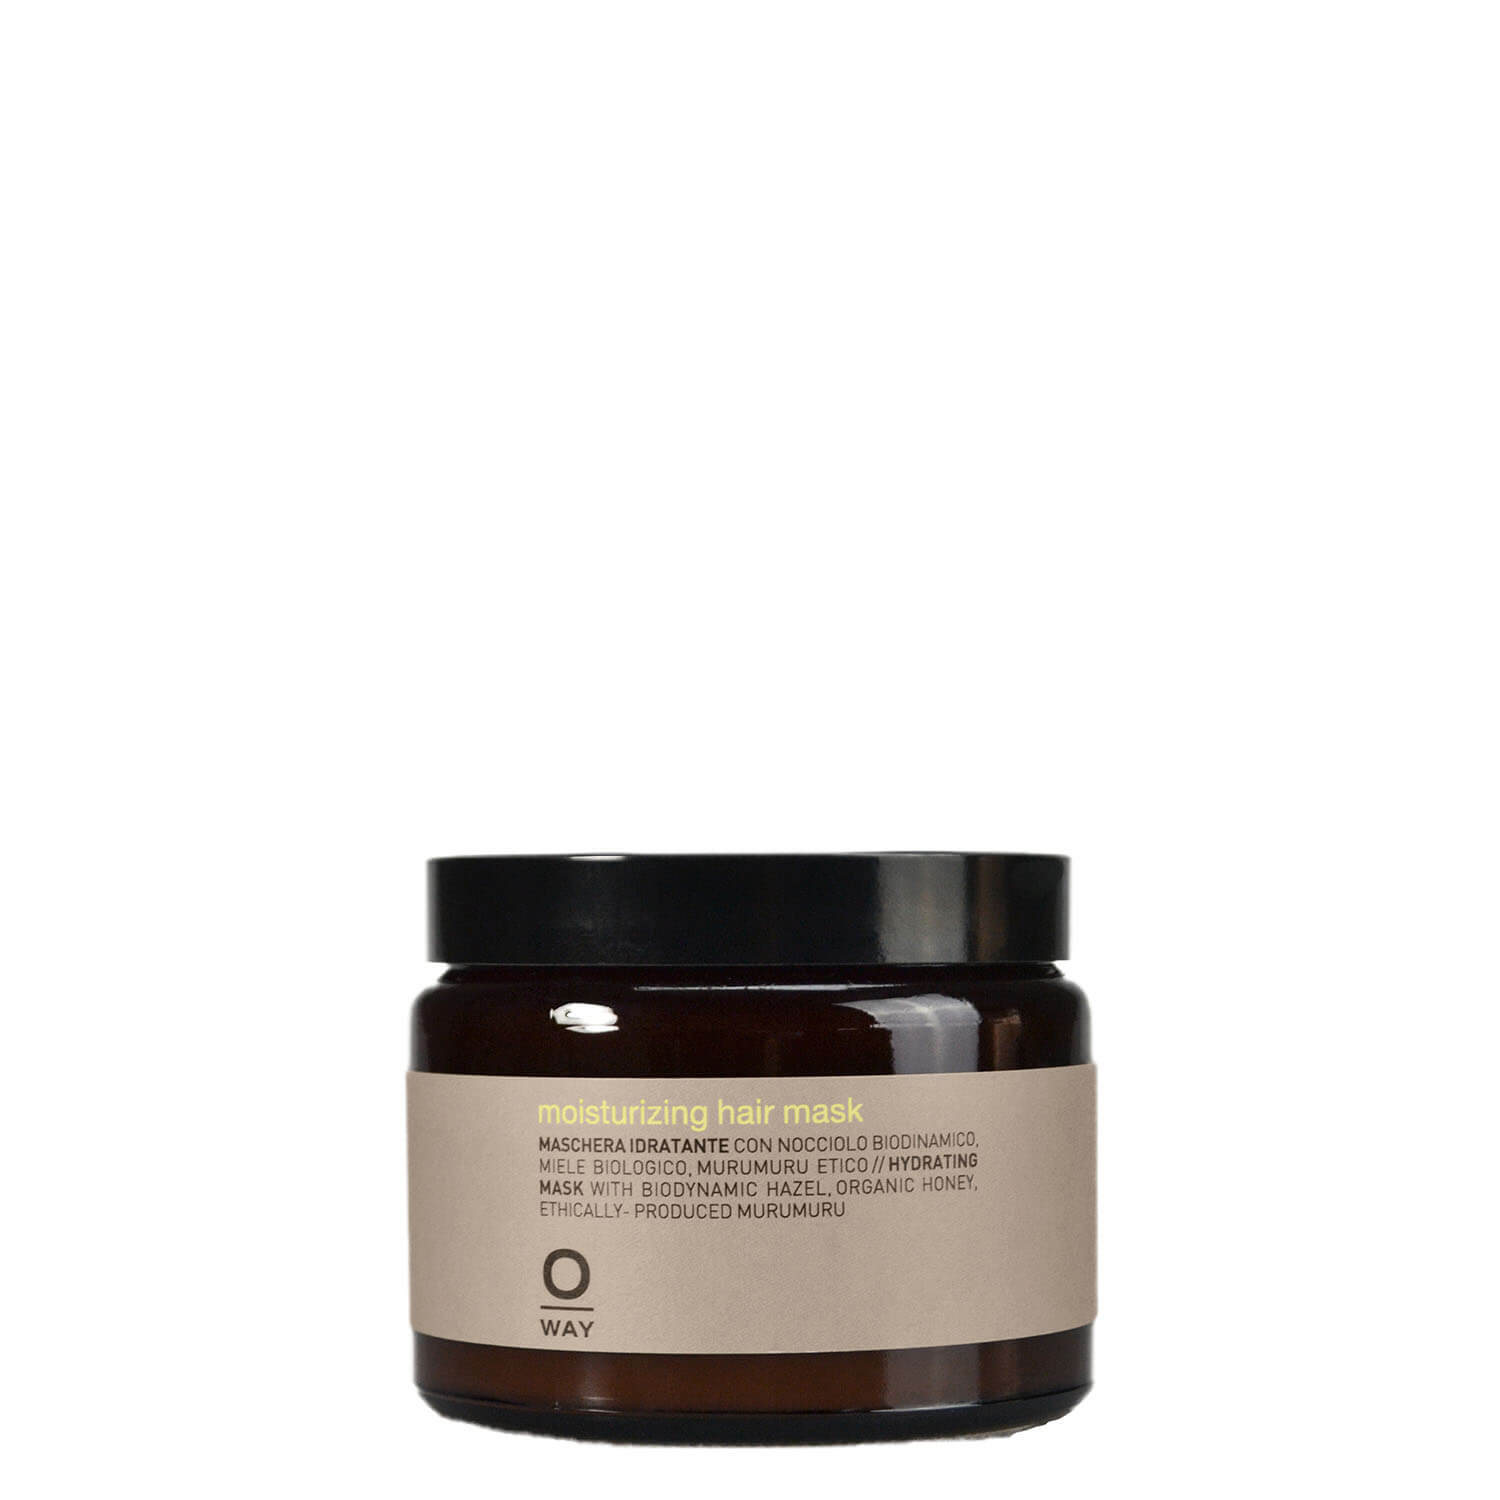 moisturizing hair mask
MASCHERA IDRATANTE CON NOCCIOLO BIODINAMICO,
MIELE BIOLOGICO, MURUMURU ETICO // HYDRATING
MASK WITH BIODYNAMIC HAZEL, ORGANIC HONEY,
ETHICALLY- PRODUCED MURUMURU
O
WAY